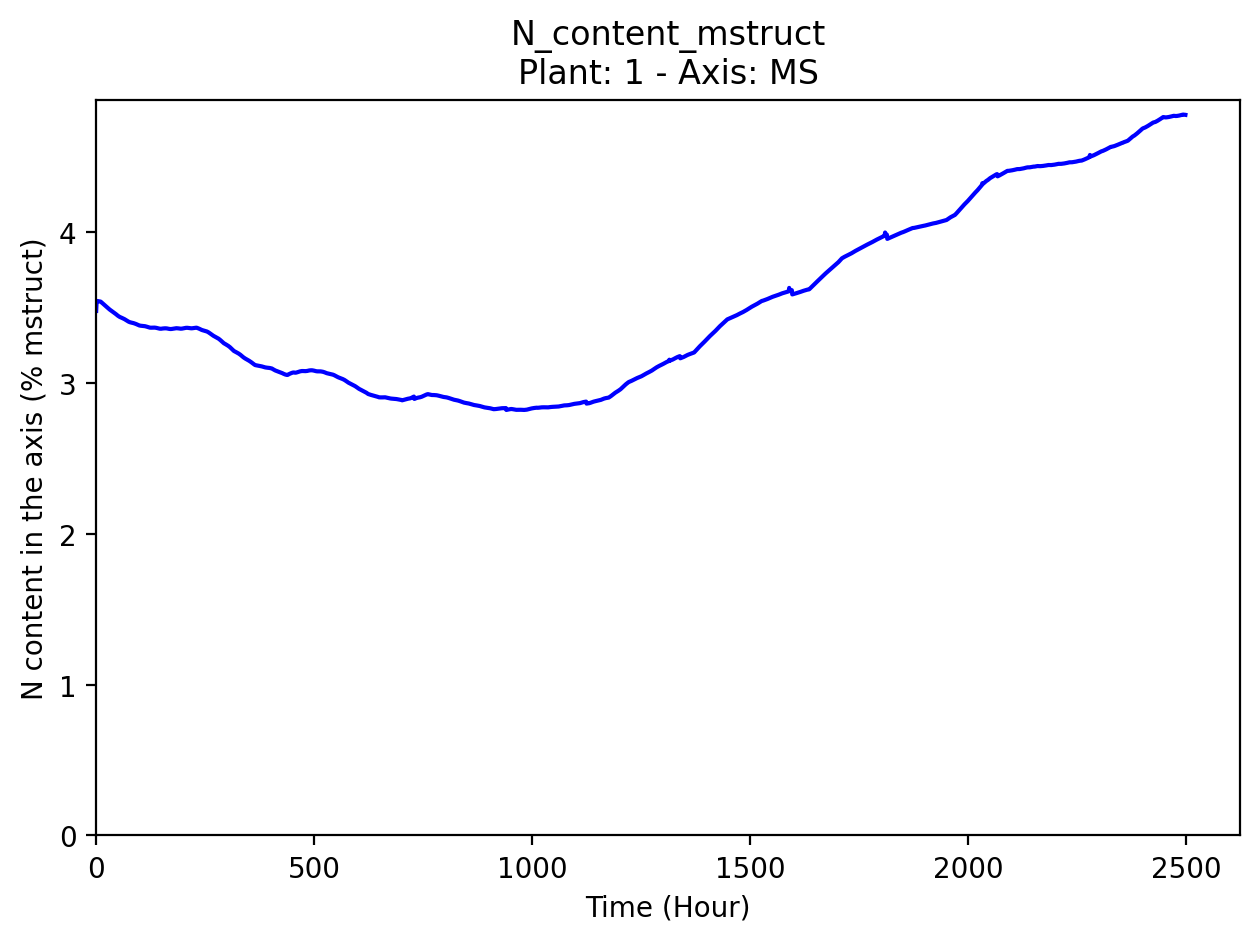 N_content_mstruct
Plant: 1 - Axis: MS
N content in the axis (% mstruct)
4
3
2
1
0
0 500 1000 1500 2000 2500
Time (Hour)